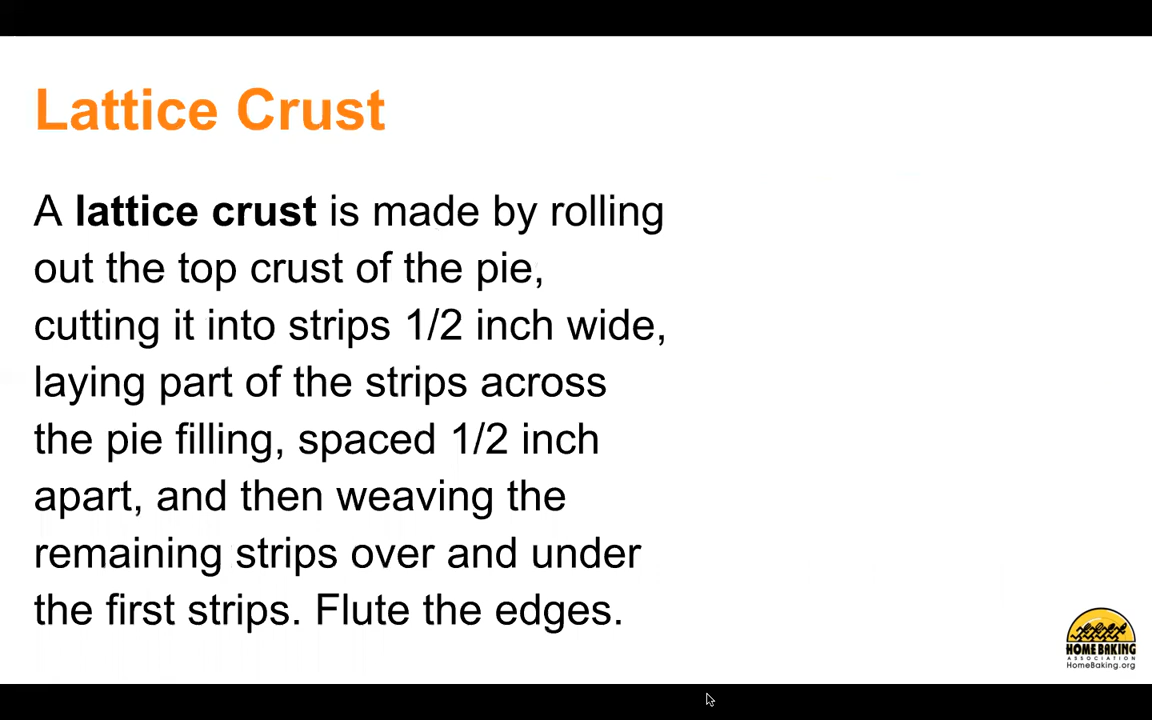 Lattice Crust
A lattice crust is made by rolling
out the top crust of the pie,
cutting it into strips 1/2 inch wide,
laying part of the strips across
the pie filling, spaced 1/2 inch
apart, and then weaving the
remaining strips over and under
the first strips. Flute the edges.
HOME BAKING
ASSOCIATION
HomeBaking.org